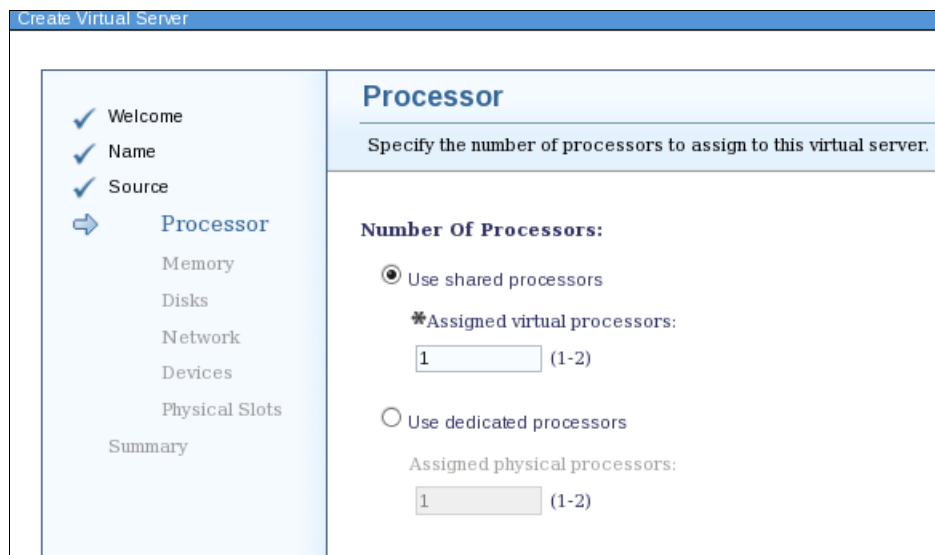 Create Virtual Server
Welcome
Name
Source
Processor
Memory
Disks
Network
Devices
Physical Slots
Summary
Processor
Specify the number of processors to assign to this virtual server.
Number Of Processors:
Use shared processors
*Assigned virtual processors:
1 (1-2)
Use dedicated processors
Assigned physical processors:
1 (1-2)